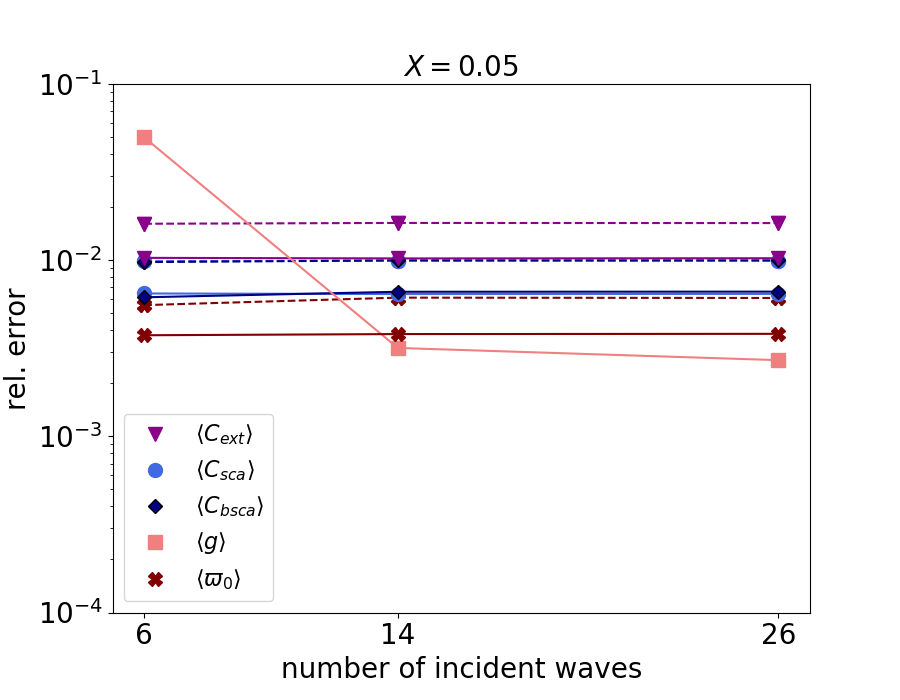 X = 0.05
10⁻¹
10⁻²
10⁻³
10⁻⁴
rel. error
⟨C_ext⟩
⟨C_sca⟩
⟨C_bsca⟩
⟨g⟩
⟨ϖ₀⟩
6 14 26
number of incident waves